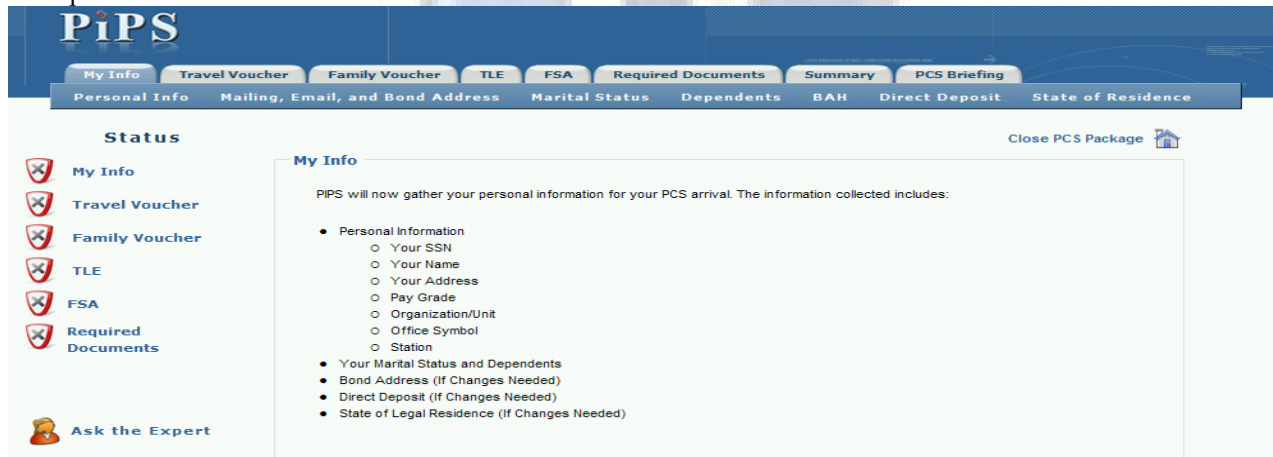 PiPS
My Info Travel Voucher Family Voucher TLE FSA Required Documents Summary PCS Briefing
Personal Info Mailing, Email, and Bond Address Marital Status Dependents BAH Direct Deposit State of Residence
Status
Close PCS Package
My Info
Travel Voucher
Family Voucher
TLE
FSA
Required
Documents
Ask the Expert
My Info
PIPS will now gather your personal information for your PCS arrival. The information collected includes:
● Personal Information
○ Your SSN
○ Your Name
○ Your Address
○ Pay Grade
○ Organization/Unit
○ Office Symbol
○ Station
● Your Marital Status and Dependents
● Bond Address (If Changes Needed)
● Direct Deposit (If Changes Needed)
● State of Legal Residence (If Changes Needed)